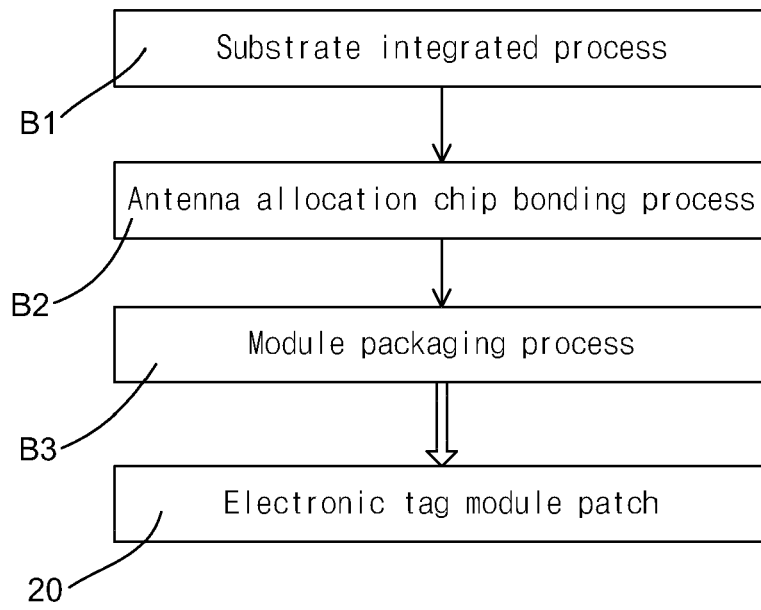 Substrate integrated process
B1
Antenna allocation chip bonding process
B2
Module packaging process
B3
Electronic tag module patch
20